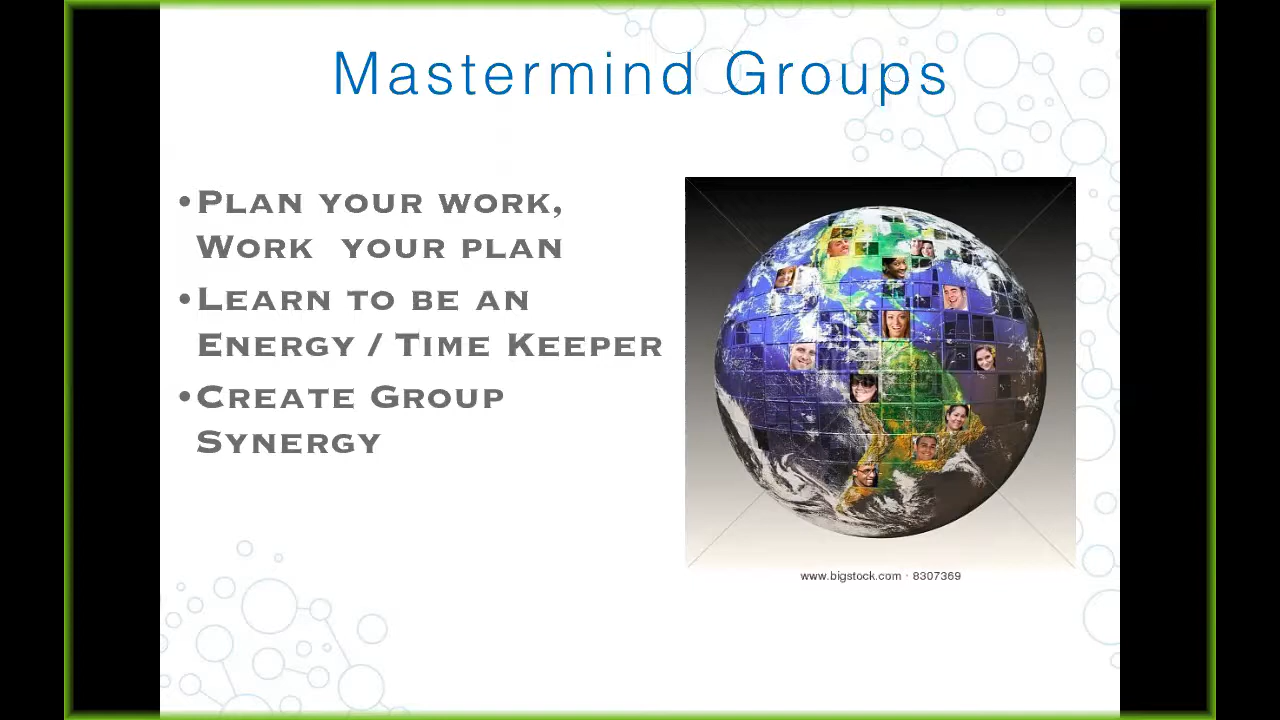 Mastermind Groups
•Plan your work,
Work your plan
•Learn to be an
Energy / Time Keeper
•Create Group
Synergy
www.bigstock.com · 8307369